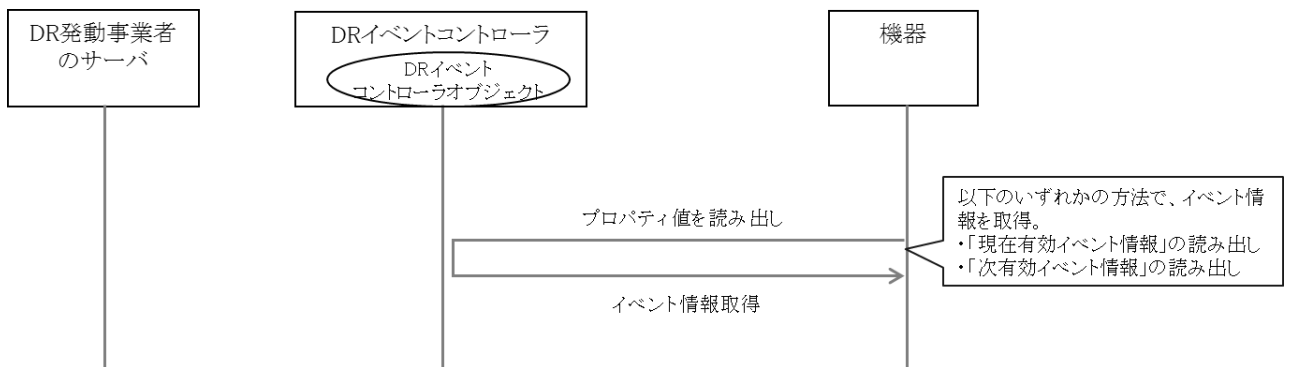 DR発動事業者
のサーバ
DRイベントコントローラ
DRイベント
コントローラオブジェクト
機器
プロパティ値を読み出し
以下のいずれかの方法で、イベント情
報を取得。
・「現在有効イベント情報」の読み出し
・「次有効イベント情報」の読み出し
イベント情報取得